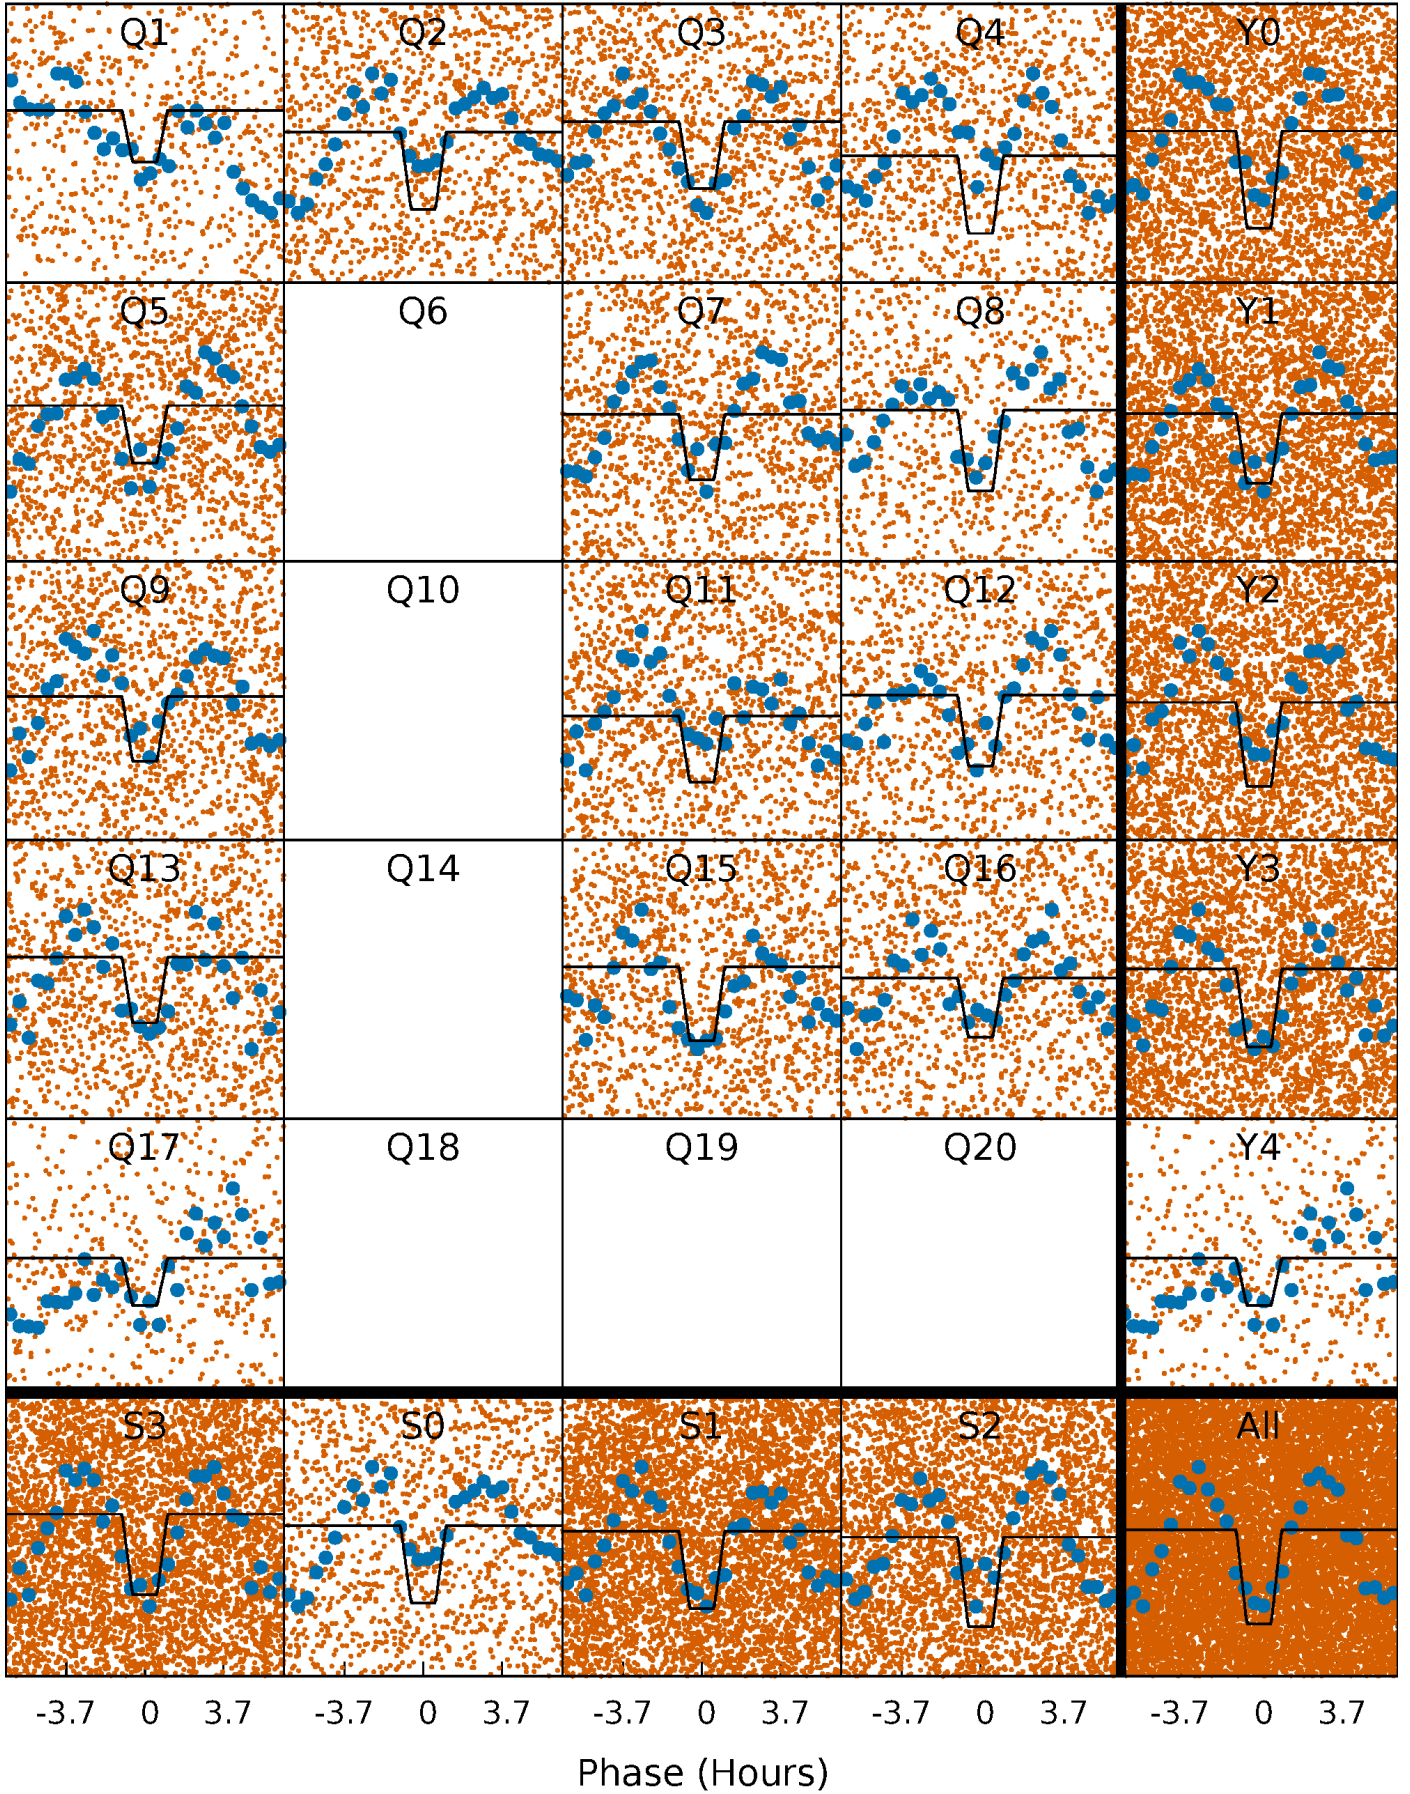 Q1 Q2 Q3 Q4 Y0
Q5 Q6 Q7 Q8 Y1
Q9 Q10 Q11 Q12 Y2
Q13 Q14 Q15 Q16 Y3
Q17 Q18 Q19 Q20 Y4
S3 S0 S1 S2 All
-3.7 0 3.7 -3.7 0 3.7 -3.7 0 3.7 -3.7 0 3.7 -3.7 0 3.7
Phase (Hours)